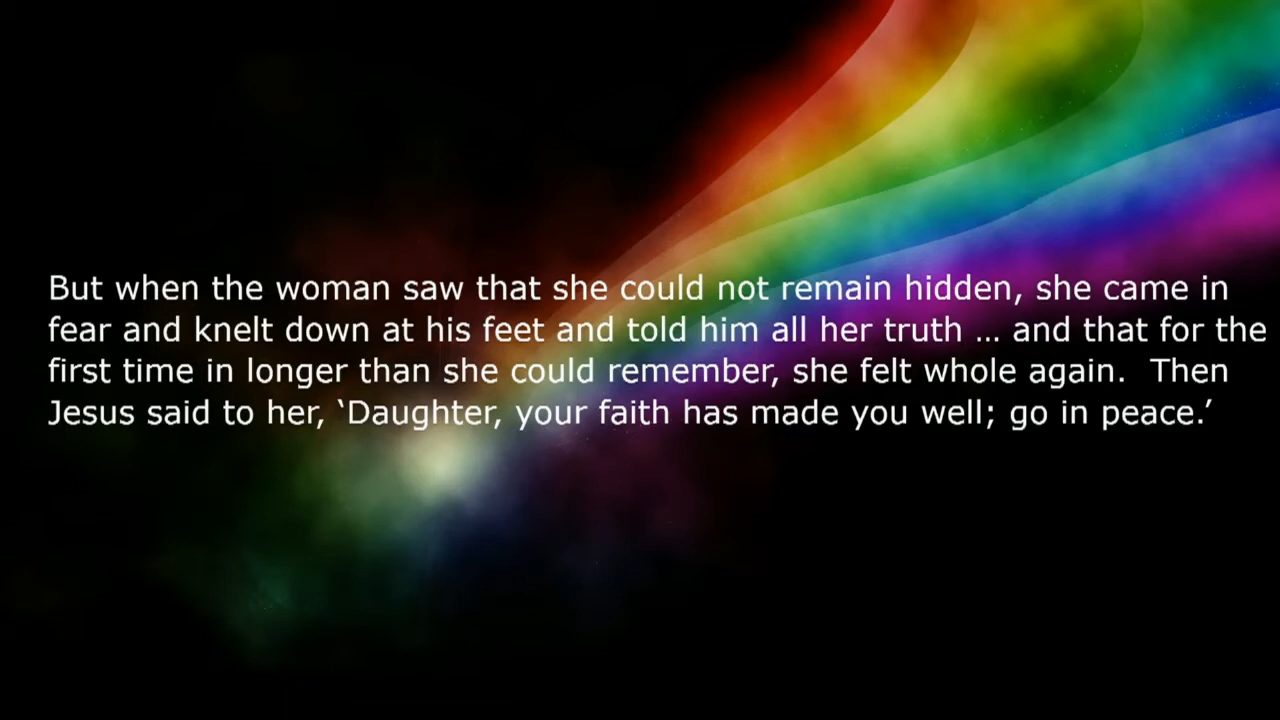 But when the woman saw that she could not remain hidden, she came in
fear and knelt down at his feet and told him all her truth … and that for the
first time in longer than she could remember, she felt whole again.  Then
Jesus said to her, ‘Daughter, your faith has made you well; go in peace.’